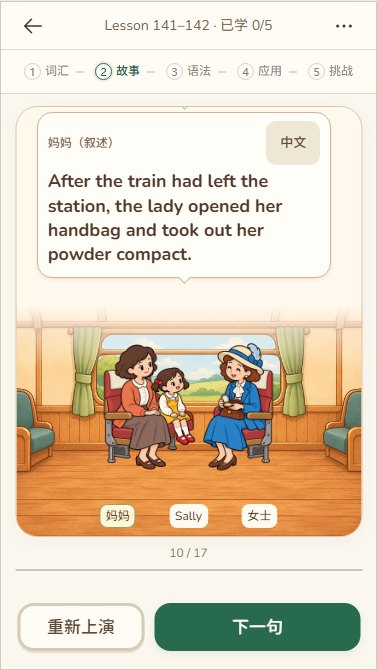 Lesson 141–142 · 已学 0/5
1 词汇 — 2 故事 — 3 语法 — 4 应用 — 5 挑战
妈妈（叙述） 中文
After the train had left the
station, the lady opened her
handbag and took out her
powder compact.
妈妈 Sally 女士
10 / 17
重新上演 下一句